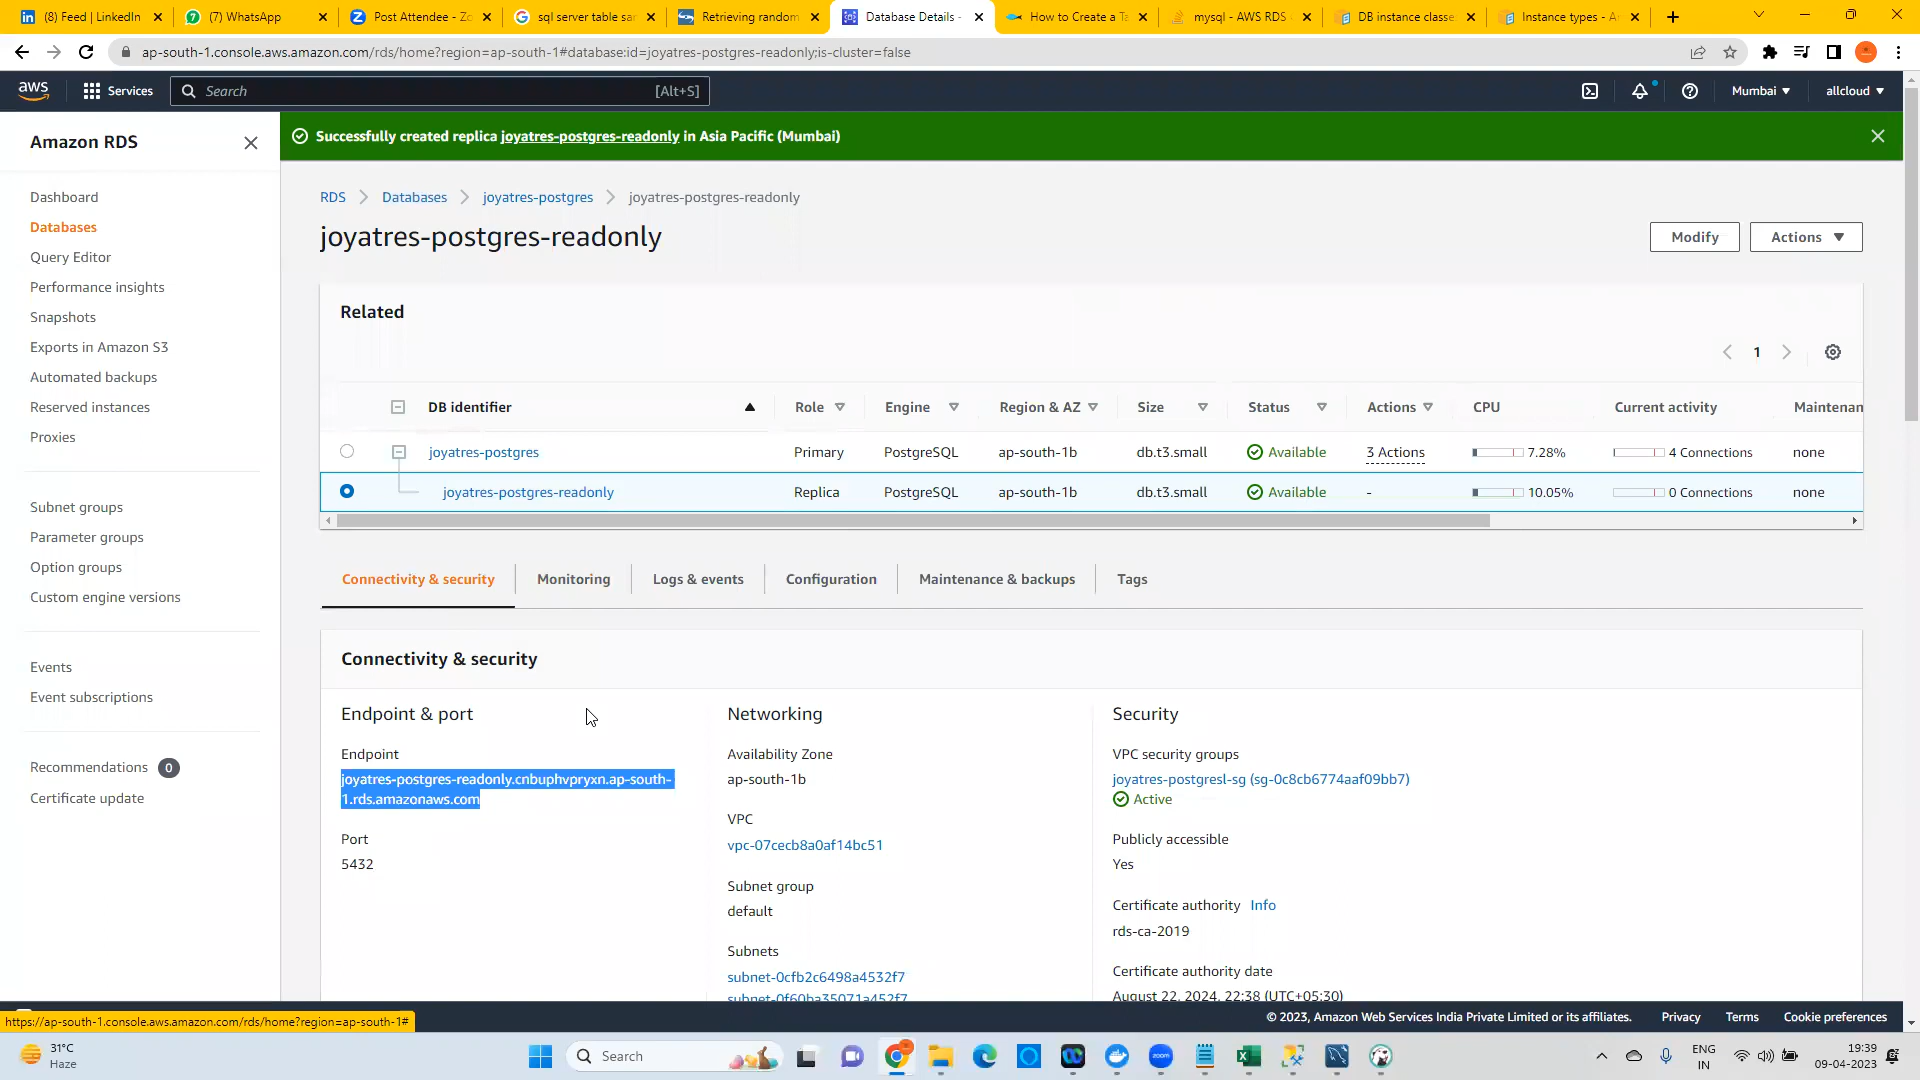 (8) Feed | LinkedIn
(7) WhatsApp
Post Attendee - Zo
sql server table sar
Retrieving random
Database Details -
How to Create a Ta
mysql - AWS RDS
DB instance classe
Instance types - A
ap-south-1.console.aws.amazon.com/rds/home?region=ap-south-1#database:id=joyatres-postgres-readonly;is-cluster=false
aws
Services
Search
[Alt+S]
Mumbai
allcloud
Amazon RDS
Successfully created replica joyatres-postgres-readonly in Asia Pacific (Mumbai)
Dashboard
Databases
Query Editor
Performance insights
Snapshots
Exports in Amazon S3
Automated backups
Reserved instances
Proxies
Subnet groups
Parameter groups
Option groups
Custom engine versions
Events
Event subscriptions
Recommendations 0
Certificate update
RDS
Databases
joyatres-postgres
joyatres-postgres-readonly
joyatres-postgres-readonly
Modify
Actions
Related
1
DB identifier
Role
Engine
Region & AZ
Size
Status
Actions
CPU
Current activity
Maintenan
joyatres-postgres
Primary
PostgreSQL
ap-south-1b
db.t3.small
Available
3 Actions
7.28%
4 Connections
none
joyatres-postgres-readonly
Replica
PostgreSQL
ap-south-1b
db.t3.small
Available
-
10.05%
0 Connections
none
Connectivity & security
Monitoring
Logs & events
Configuration
Maintenance & backups
Tags
Connectivity & security
Endpoint & port
Endpoint
joyatres-postgres-readonly.cnbuphvpryxn.ap-south-
1.rds.amazonaws.com
Port
5432
Networking
Availability Zone
ap-south-1b
VPC
vpc-07cecb8a0af14bc51
Subnet group
default
Subnets
subnet-0cfb2c6498a4532f7
subnet-0f60ba35071a452f7
Security
VPC security groups
joyatres-postgresl-sg (sg-0c8cb6774aaf09bb7)
Active
Publicly accessible
Yes
Certificate authority Info
rds-ca-2019
Certificate authority date
August 22, 2024, 22:38 (UTC+05:30)
https://ap-south-1.console.aws.amazon.com/rds/home?region=ap-south-1#
© 2023, Amazon Web Services India Private Limited or its affiliates.
Privacy
Terms
Cookie preferences
31°C
Haze
Search
zoom
ENG
IN
19:39
09-04-2023